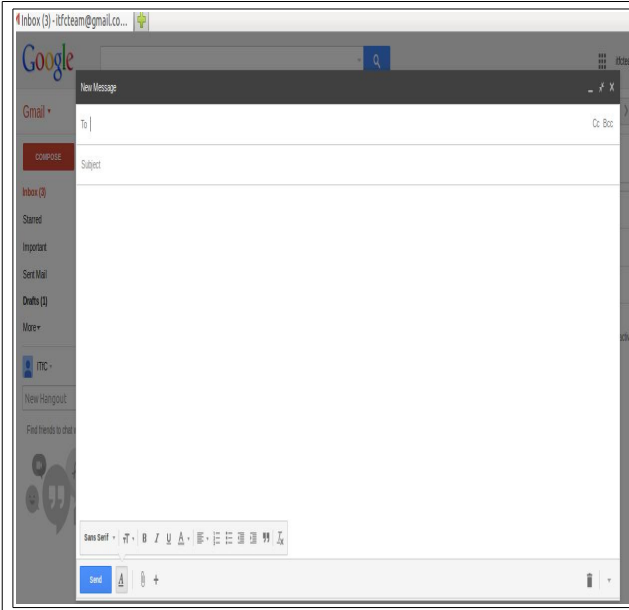 Inbox (3) - itfcteam@gmail.co...
Google
New Message
Gmail
To
Cc Bcc
COMPOSE
Subject
Inbox (3)
Starred
Important
Sent Mail
Drafts (1)
More
ITfC -
New Hangout
Find friends to chat
Sans Serif
B I U A
Send A